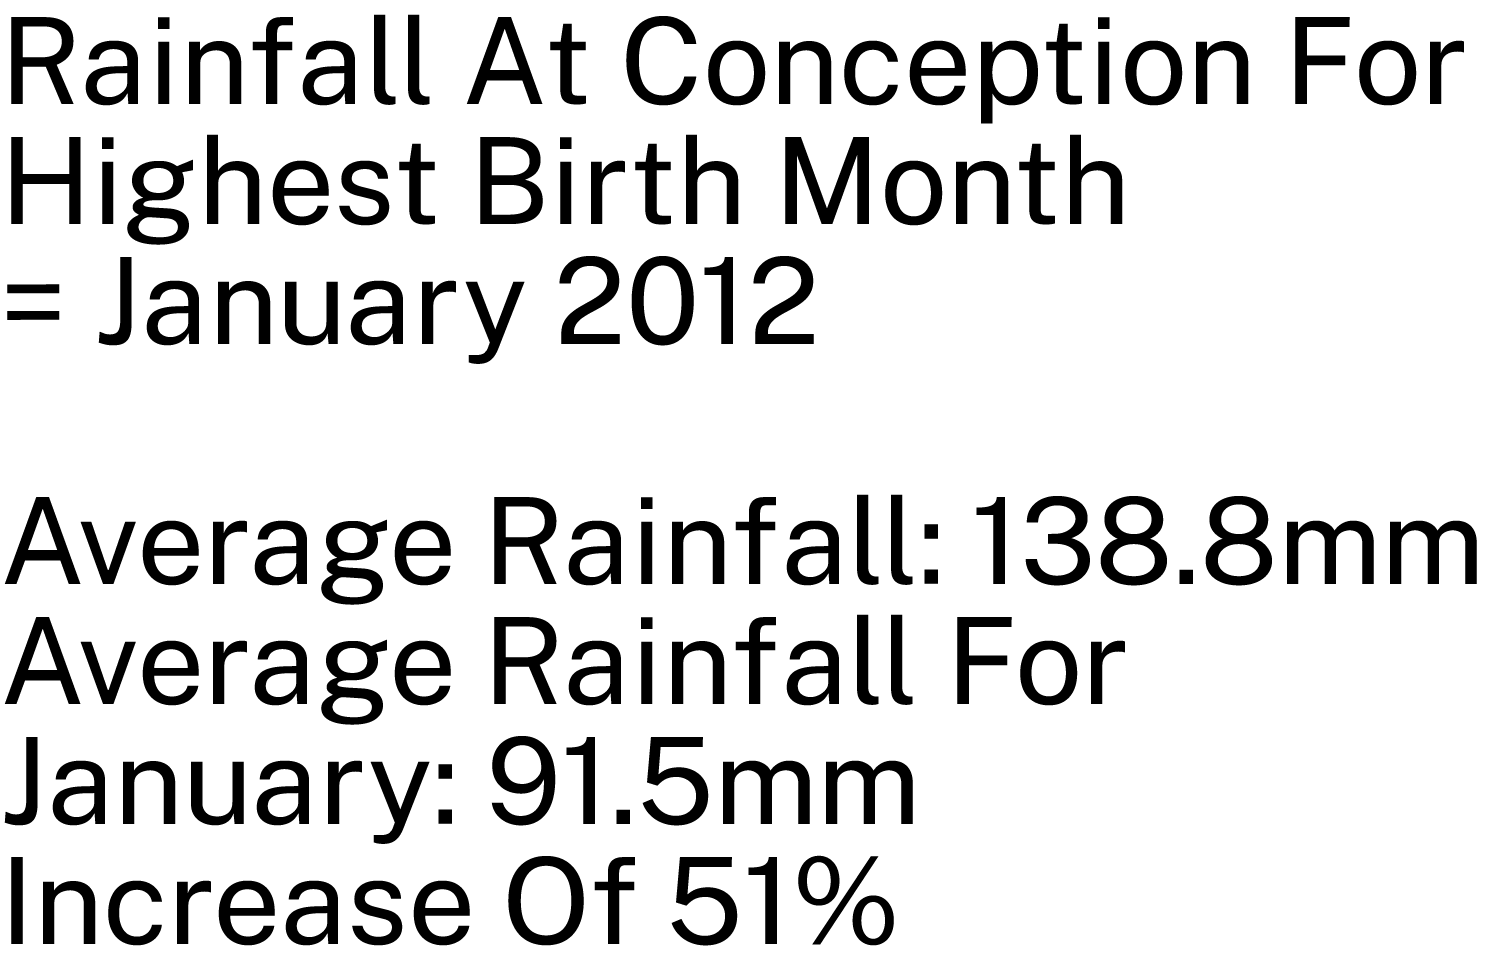 Rainfall At Conception For
Highest Birth Month
= January 2012
Average Rainfall: 138.8mm
Average Rainfall For
January: 91.5mm
Increase Of 51%